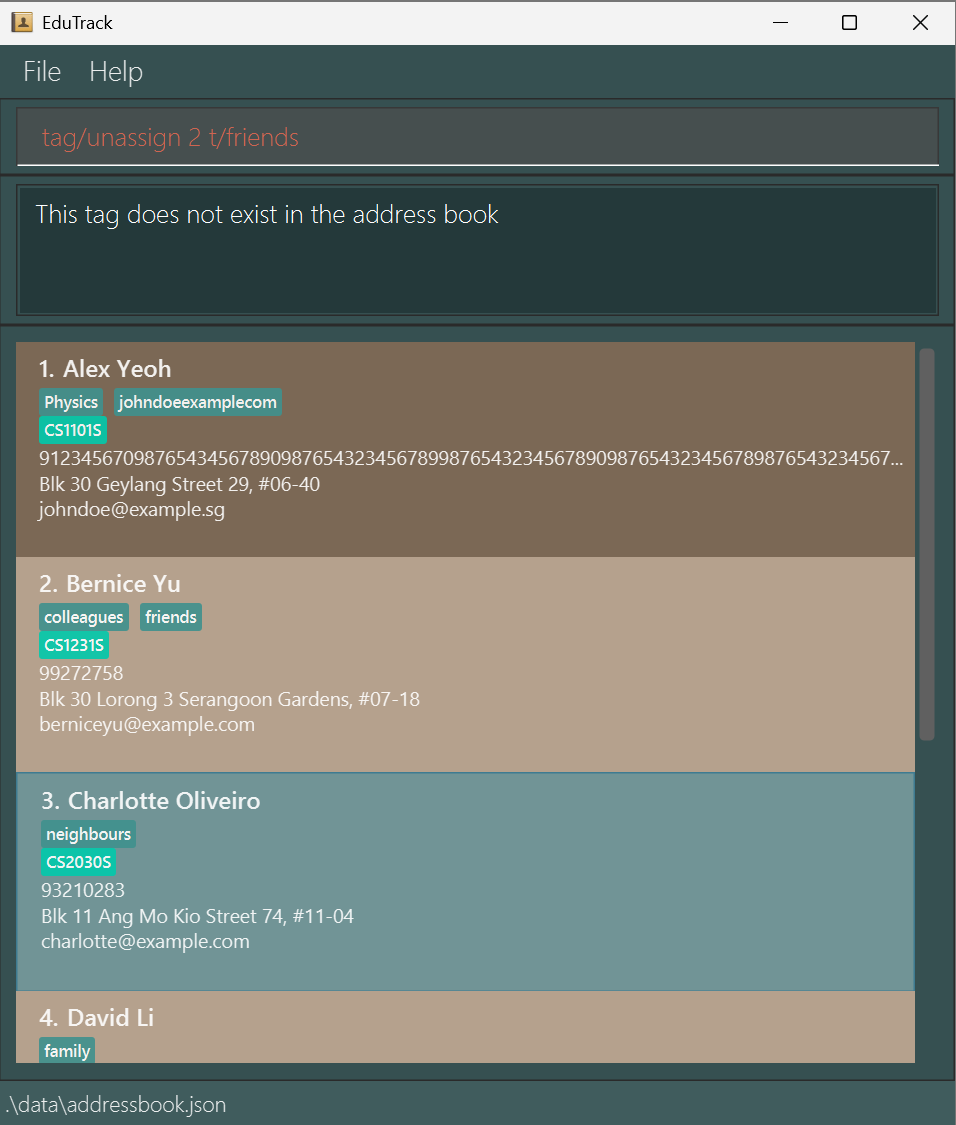 EduTrack
File Help
tag/unassign 2 t/friends
This tag does not exist in the address book
1. Alex Yeoh
Physics johndoeexamplecom
CS1101S
912345670987654345678909876543234567899876543234567890987654323456789876543234567...
Blk 30 Geylang Street 29, #06-40
johndoe@example.sg
2. Bernice Yu
colleagues friends
CS1231S
99272758
Blk 30 Lorong 3 Serangoon Gardens, #07-18
berniceyu@example.com
3. Charlotte Oliveiro
neighbours
CS2030S
93210283
Blk 11 Ang Mo Kio Street 74, #11-04
charlotte@example.com
4. David Li
family
.\data\addressbook.json